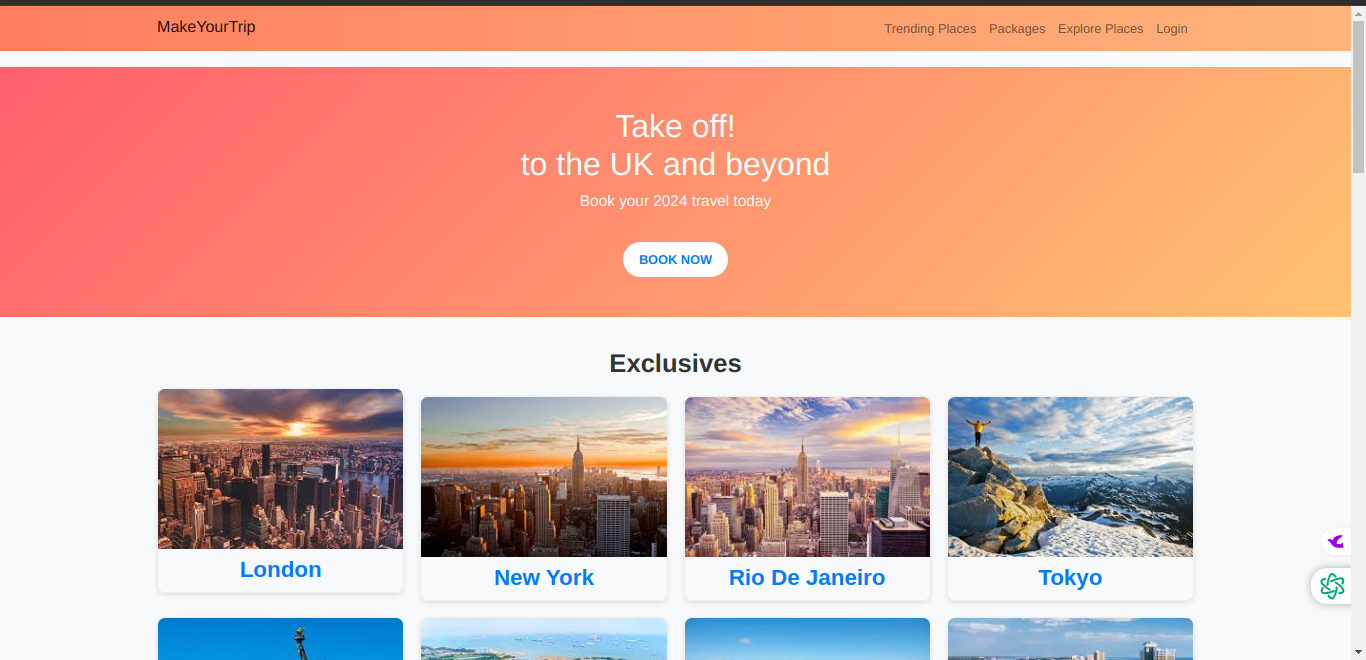 MakeYourTrip
Trending Places Packages Explore Places Login
Take off!
to the UK and beyond
Book your 2024 travel today
BOOK NOW
Exclusives
London
New York
Rio De Janeiro
Tokyo